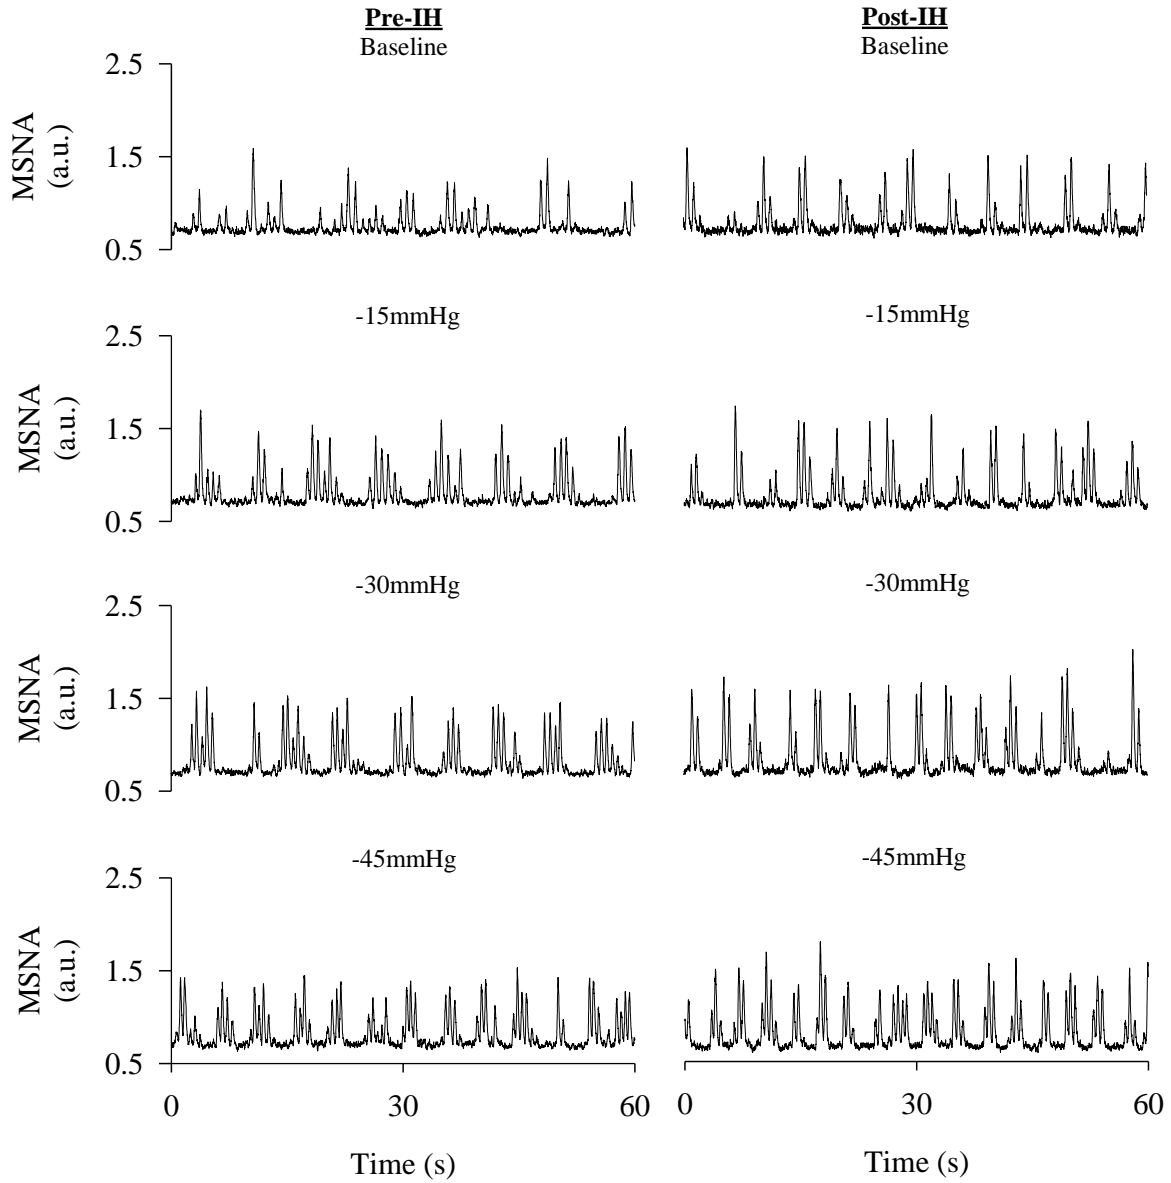 Pre-IH
Baseline
Post-IH
Baseline
2.5
1.5
0.5
MSNA
(a.u.)
-15mmHg
-15mmHg
2.5
1.5
0.5
MSNA
(a.u.)
-30mmHg
-30mmHg
2.5
1.5
0.5
MSNA
(a.u.)
-45mmHg
-45mmHg
2.5
1.5
0.5
MSNA
(a.u.)
0 30 60
0 30 60
Time (s)
Time (s)